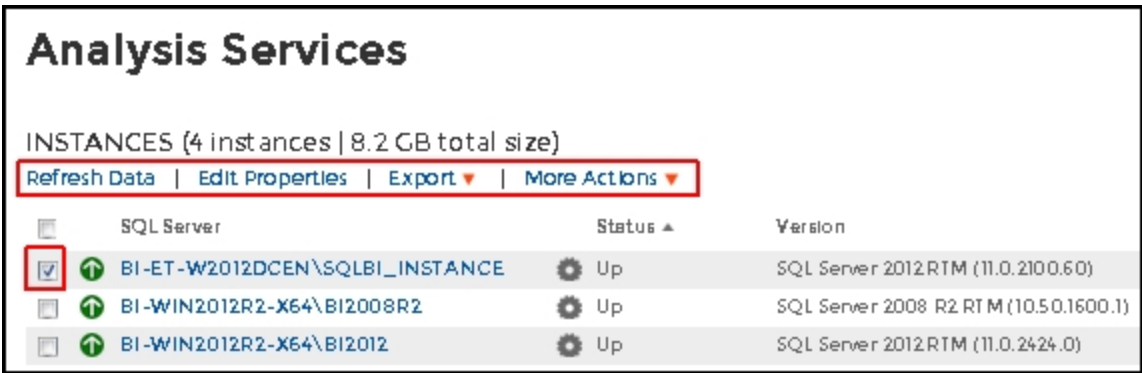 Analysis Services
INSTANCES (4 instances | 8.2 GB total size)
Refresh Data | Edit Properties | Export | More Actions
SQL Server Status Version
BI-ET-W2012DCEN\SQLBI_INSTANCE Up SQL Server 2012 RTM (11.0.2100.60)
BI-WIN2012R2-X64\BI2008R2 Up SQL Server 2008 R2 RTM (10.50.1600.1)
BI-WIN2012R2-X64\BI2012 Up SQL Server 2012 RTM (11.0.2424.0)